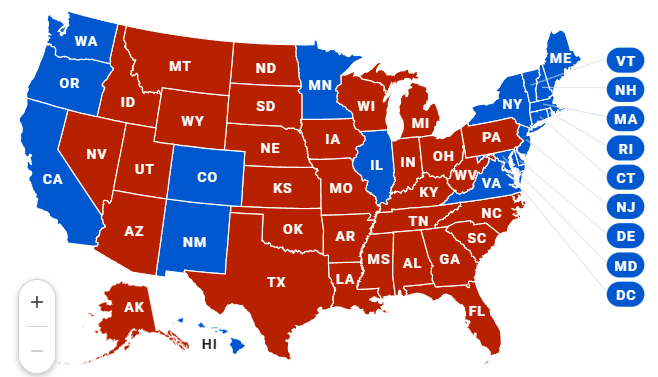 WA
OR
CA
NV
ID
MT
WY
UT
AZ
CO
NM
ND
SD
NE
KS
OK
TX
MN
IA
MO
AR
LA
WI
IL
MI
IN
OH
KY
TN
MS
AL
GA
FL
SC
NC
WV
VA
PA
NY
ME
VT
NH
MA
RI
CT
NJ
DE
MD
DC
AK
HI
+
−